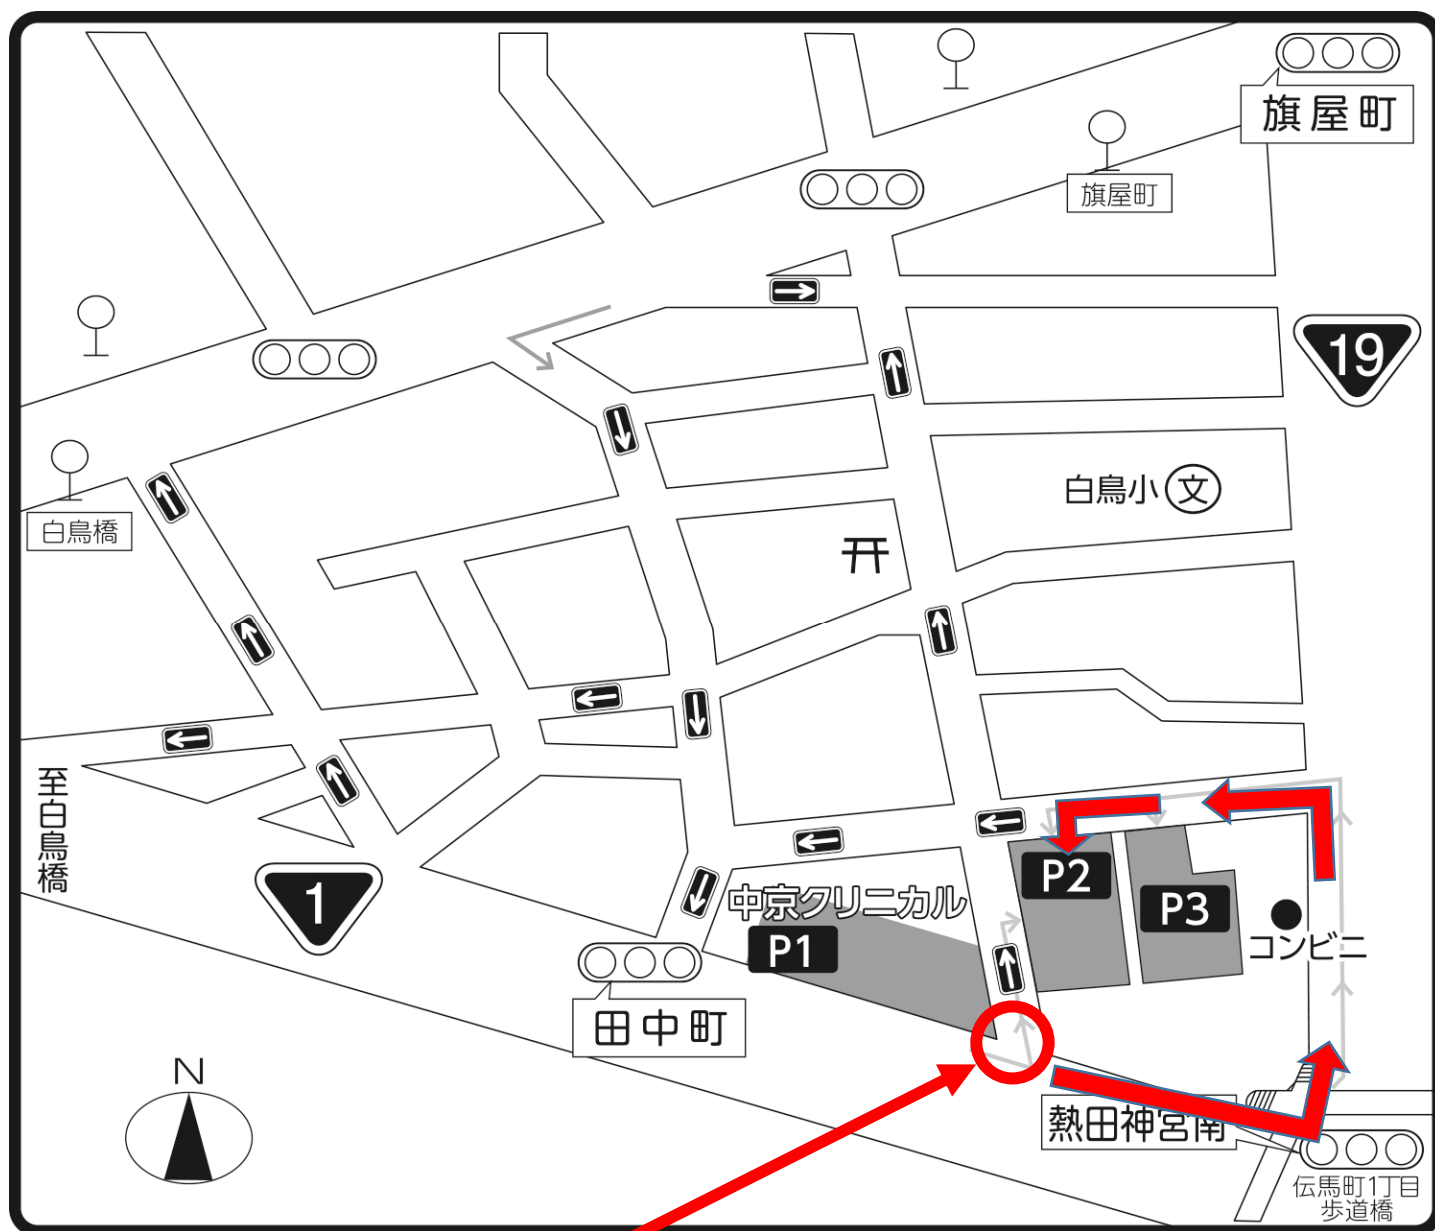 旗屋町
旗屋町
19
白鳥小 文
白鳥橋
至白鳥橋
1
P2
P3
中京クリニカル
P1
コンビニ
田中町
N
熱田神宮南
伝馬町1丁目
歩道橋